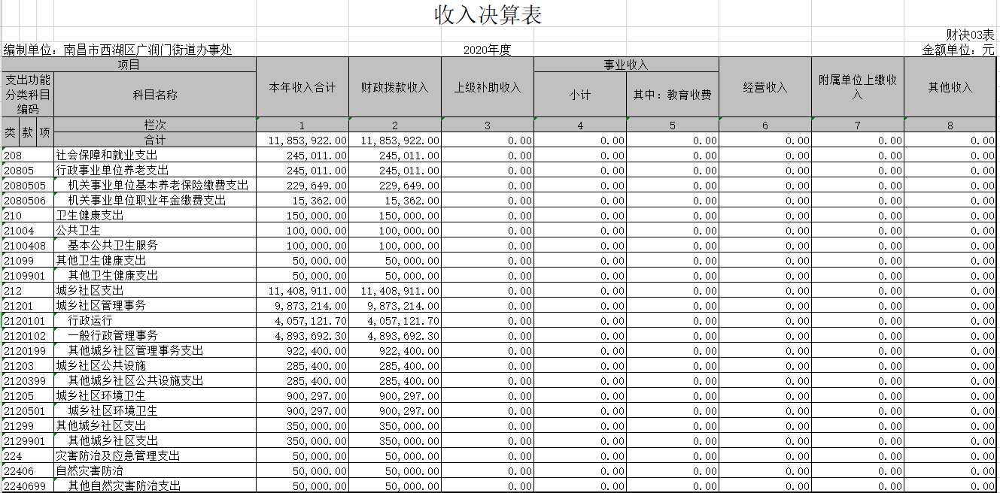 收入决算表
财决03表
编制单位：南昌市西湖区广润门街道办事处 2020年度 金额单位：元
项目 本年收入合计 财政拨款收入 上级补助收入 事业收入 经营收入 附属单位上缴收入 其他收入
支出功能分类科目编码 科目名称 小计 其中：教育收费
类 款 项 栏次 1 2 3 4 5 6 7 8
合计 11,853,922.00 11,853,922.00 0.00 0.00 0.00 0.00 0.00 0.00
208 社会保障和就业支出 245,011.00 245,011.00 0.00 0.00 0.00 0.00 0.00 0.00
20805 行政事业单位养老支出 245,011.00 245,011.00 0.00 0.00 0.00 0.00 0.00 0.00
2080505 机关事业单位基本养老保险缴费支出 229,649.00 229,649.00 0.00 0.00 0.00 0.00 0.00 0.00
2080506 机关事业单位职业年金缴费支出 15,362.00 15,362.00 0.00 0.00 0.00 0.00 0.00 0.00
210 卫生健康支出 150,000.00 150,000.00 0.00 0.00 0.00 0.00 0.00 0.00
21004 公共卫生 100,000.00 100,000.00 0.00 0.00 0.00 0.00 0.00 0.00
2100408 基本公共卫生服务 100,000.00 100,000.00 0.00 0.00 0.00 0.00 0.00 0.00
21099 其他卫生健康支出 50,000.00 50,000.00 0.00 0.00 0.00 0.00 0.00 0.00
2109901 其他卫生健康支出 50,000.00 50,000.00 0.00 0.00 0.00 0.00 0.00 0.00
212 城乡社区支出 11,408,911.00 11,408,911.00 0.00 0.00 0.00 0.00 0.00 0.00
21201 城乡社区管理事务 9,873,214.00 9,873,214.00 0.00 0.00 0.00 0.00 0.00 0.00
2120101 行政运行 4,057,121.70 4,057,121.70 0.00 0.00 0.00 0.00 0.00 0.00
2120102 一般行政管理事务 4,893,692.30 4,893,692.30 0.00 0.00 0.00 0.00 0.00 0.00
2120199 其他城乡社区管理事务支出 922,400.00 922,400.00 0.00 0.00 0.00 0.00 0.00 0.00
21203 城乡社区公共设施 285,400.00 285,400.00 0.00 0.00 0.00 0.00 0.00 0.00
2120399 其他城乡社区公共设施支出 285,400.00 285,400.00 0.00 0.00 0.00 0.00 0.00 0.00
21205 城乡社区环境卫生 900,297.00 900,297.00 0.00 0.00 0.00 0.00 0.00 0.00
2120501 城乡社区环境卫生 900,297.00 900,297.00 0.00 0.00 0.00 0.00 0.00 0.00
21299 其他城乡社区支出 350,000.00 350,000.00 0.00 0.00 0.00 0.00 0.00 0.00
2129901 其他城乡社区支出 350,000.00 350,000.00 0.00 0.00 0.00 0.00 0.00 0.00
224 灾害防治及应急管理支出 50,000.00 50,000.00 0.00 0.00 0.00 0.00 0.00 0.00
22406 自然灾害防治 50,000.00 50,000.00 0.00 0.00 0.00 0.00 0.00 0.00
2240699 其他自然灾害防治支出 50,000.00 50,000.00 0.00 0.00 0.00 0.00 0.00 0.00